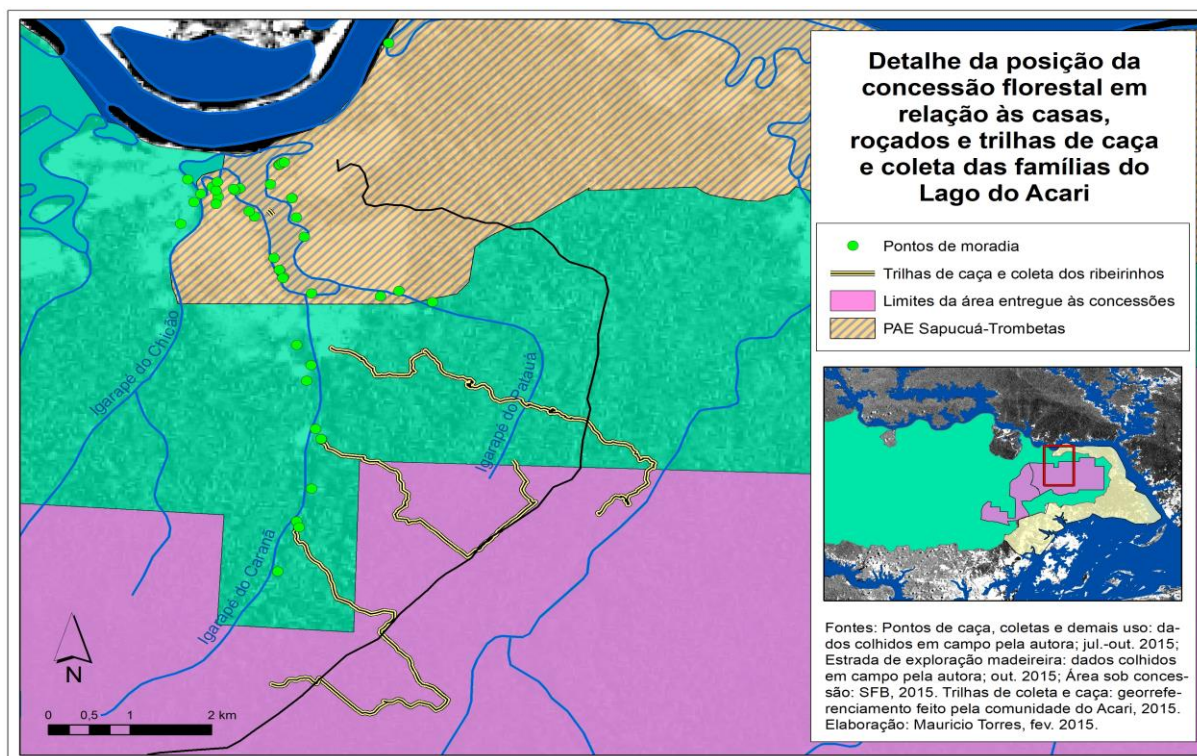 Detalhe da posição da
concessão florestal em
relação às casas,
roçados e trilhas de caça
e coleta das famílias do
Lago do Acari
Pontos de moradia
Trilhas de caça e coleta dos ribeirinhos
Limites da área entregue às concessões
PAE Sapucuá-Trombetas
Igarapé do Chicão
Igarapé do Patauá
Igarapé do Caranã
N
0 0,5 1 2 km
Fontes: Pontos de caça, coletas e demais uso: da-
dos colhidos em campo pela autora; jul.-out. 2015;
Estrada de exploração madeireira: dados colhidos
em campo pela autora; out. 2015; Área sob conces-
são: SFB, 2015. Trilhas de coleta e caça: georrefe-
renciamento feito pela comunidade do Acari, 2015.
Elaboração: Mauricio Torres, fev. 2015.